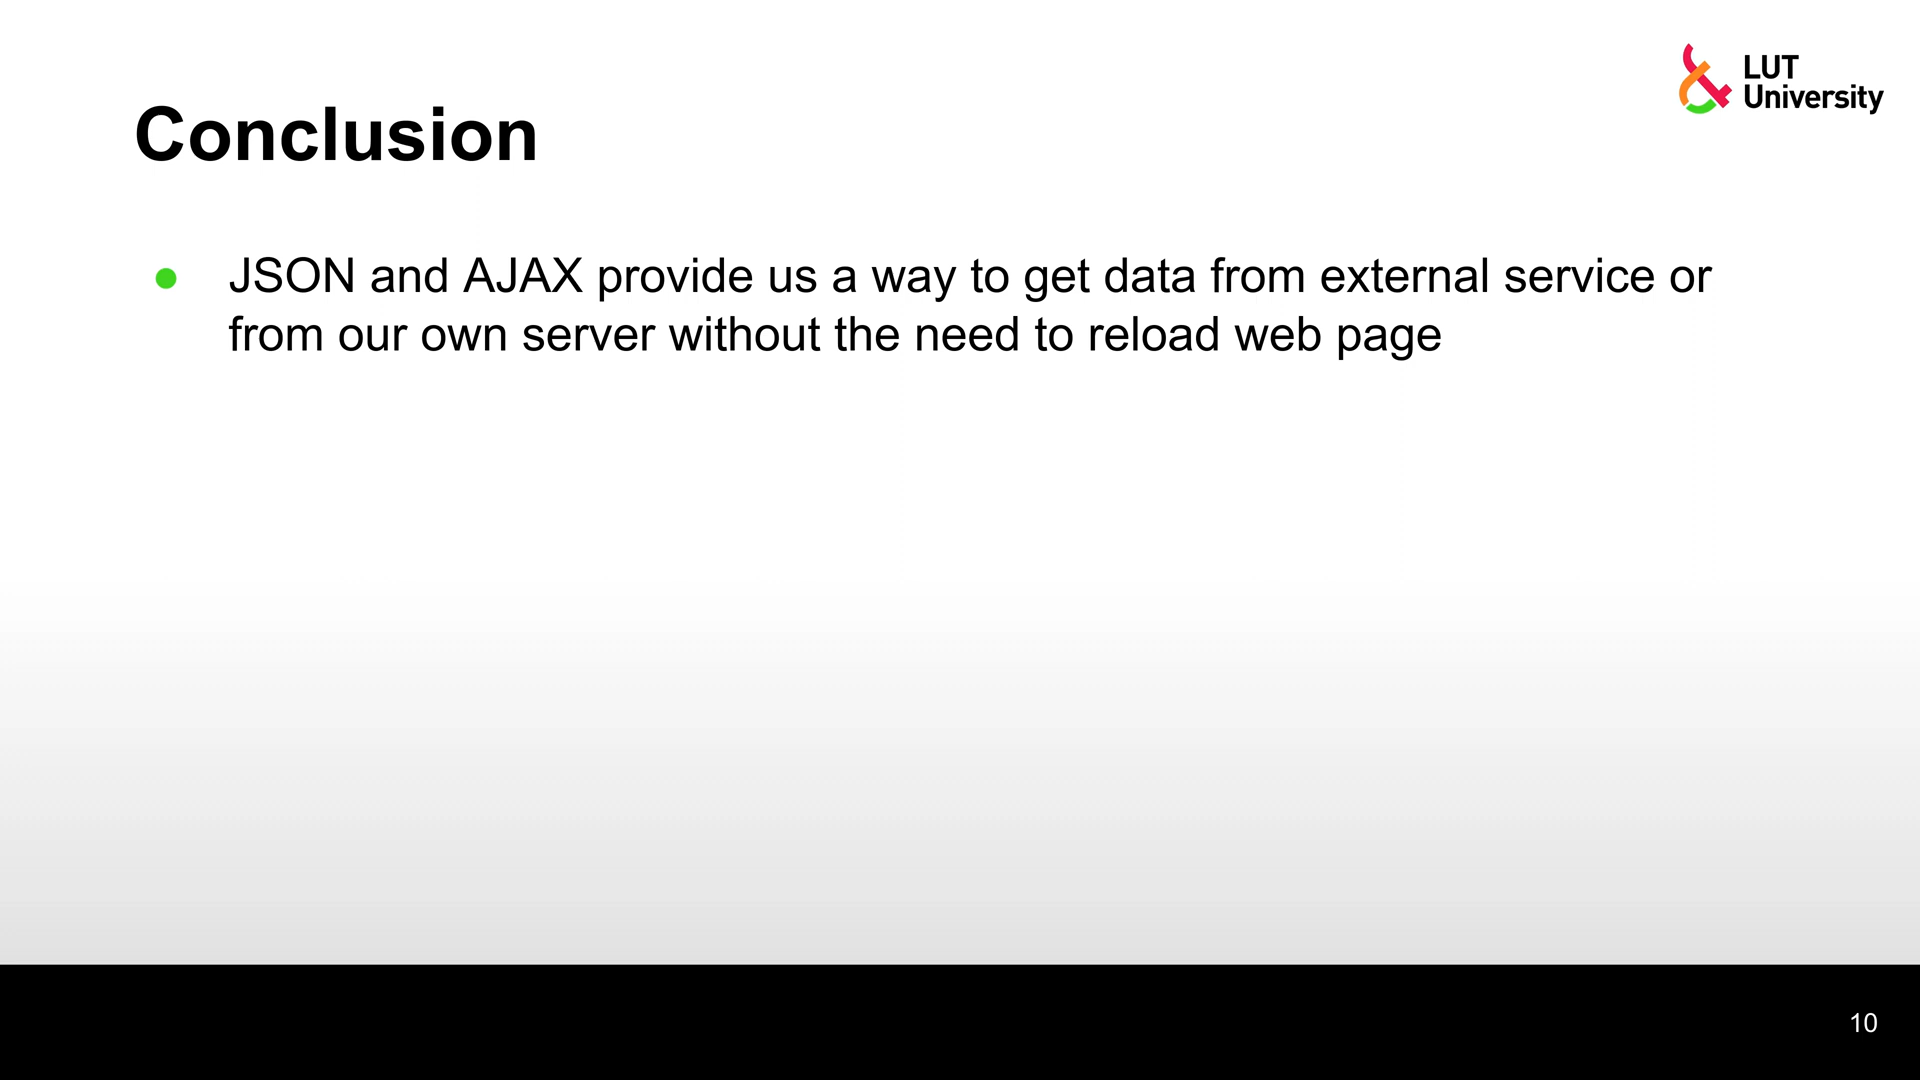 LUT
University
Conclusion
● JSON and AJAX provide us a way to get data from external service or
from our own server without the need to reload web page
10